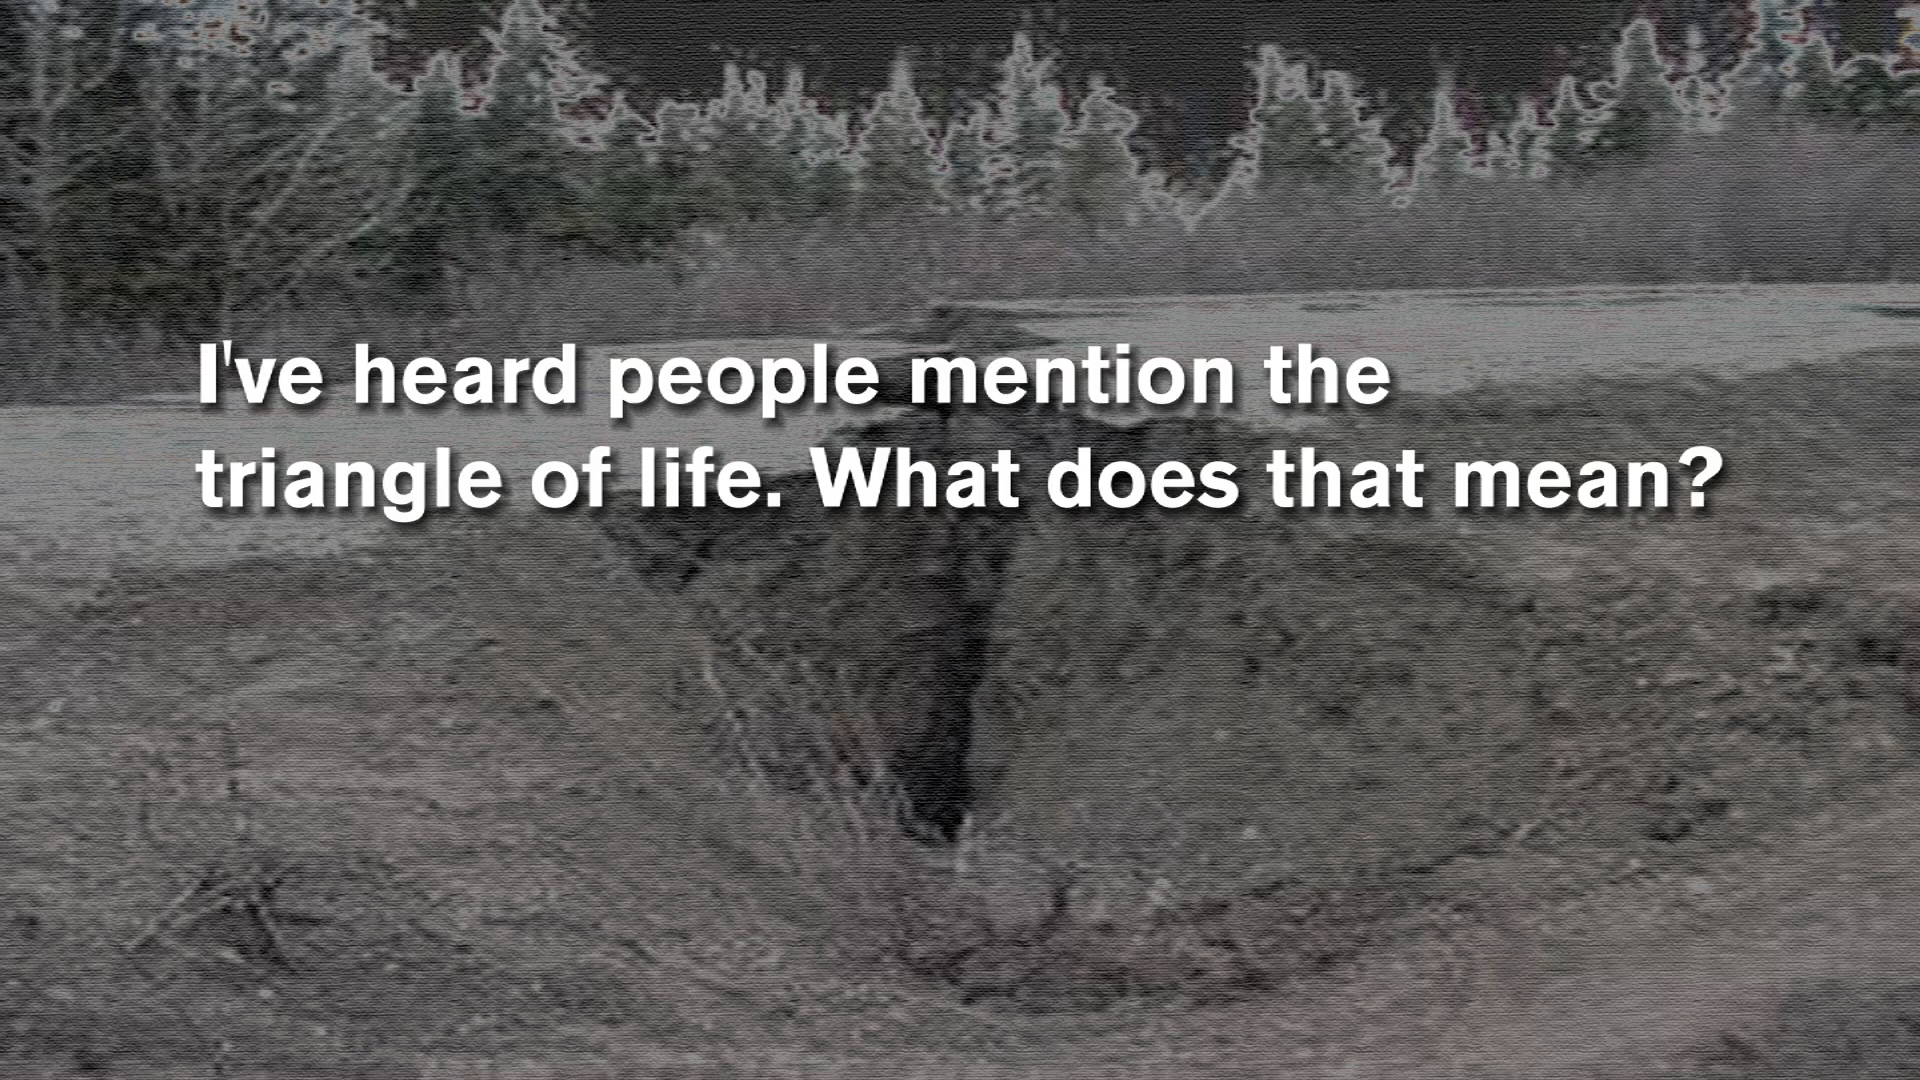 I've heard people mention the
triangle of life. What does that mean?